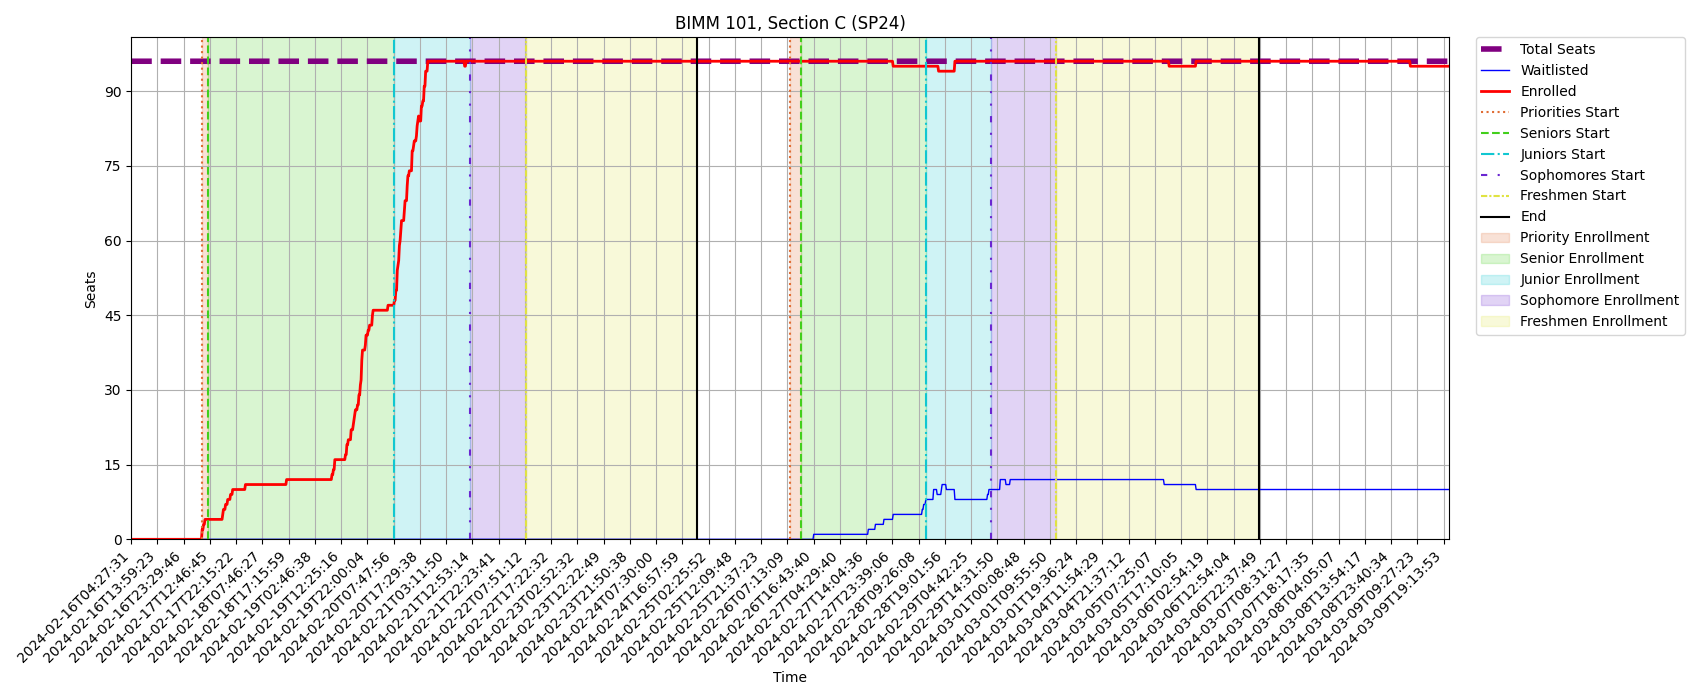 BIMM 101, Section C (SP24)
Total Seats
Waitlisted
Enrolled
Priorities Start
Seniors Start
Juniors Start
Sophomores Start
Freshmen Start
End
Priority Enrollment
Senior Enrollment
Junior Enrollment
Sophomore Enrollment
Freshmen Enrollment
Seats
90
75
60
45
30
15
0
2024-02-16T04:27:31
2024-02-16T13:59:23
2024-02-16T23:29:46
2024-02-17T12:46:45
2024-02-17T22:15:22
2024-02-18T07:46:27
2024-02-18T17:15:59
2024-02-19T02:46:38
2024-02-19T12:25:16
2024-02-19T22:00:04
2024-02-20T07:47:56
2024-02-20T17:29:38
2024-02-21T03:11:50
2024-02-21T12:53:14
2024-02-21T22:23:41
2024-02-22T07:51:12
2024-02-22T17:22:32
2024-02-23T02:52:32
2024-02-23T12:22:49
2024-02-23T21:50:38
2024-02-24T07:30:00
2024-02-24T16:57:59
2024-02-25T02:25:52
2024-02-25T12:09:48
2024-02-25T21:37:23
2024-02-26T07:13:09
2024-02-26T16:43:40
2024-02-27T04:29:40
2024-02-27T14:04:36
2024-02-27T23:39:06
2024-02-28T09:26:08
2024-02-28T19:01:56
2024-02-29T04:42:25
2024-02-29T14:31:50
2024-03-01T00:08:48
2024-03-01T09:55:50
2024-03-01T19:36:24
2024-03-04T11:54:29
2024-03-04T21:37:12
2024-03-05T07:25:07
2024-03-05T17:10:05
2024-03-06T02:54:19
2024-03-06T12:54:04
2024-03-06T22:37:49
2024-03-07T08:31:27
2024-03-07T18:17:35
2024-03-08T04:05:07
2024-03-08T13:54:17
2024-03-08T23:40:34
2024-03-09T09:27:23
2024-03-09T19:13:53
Time